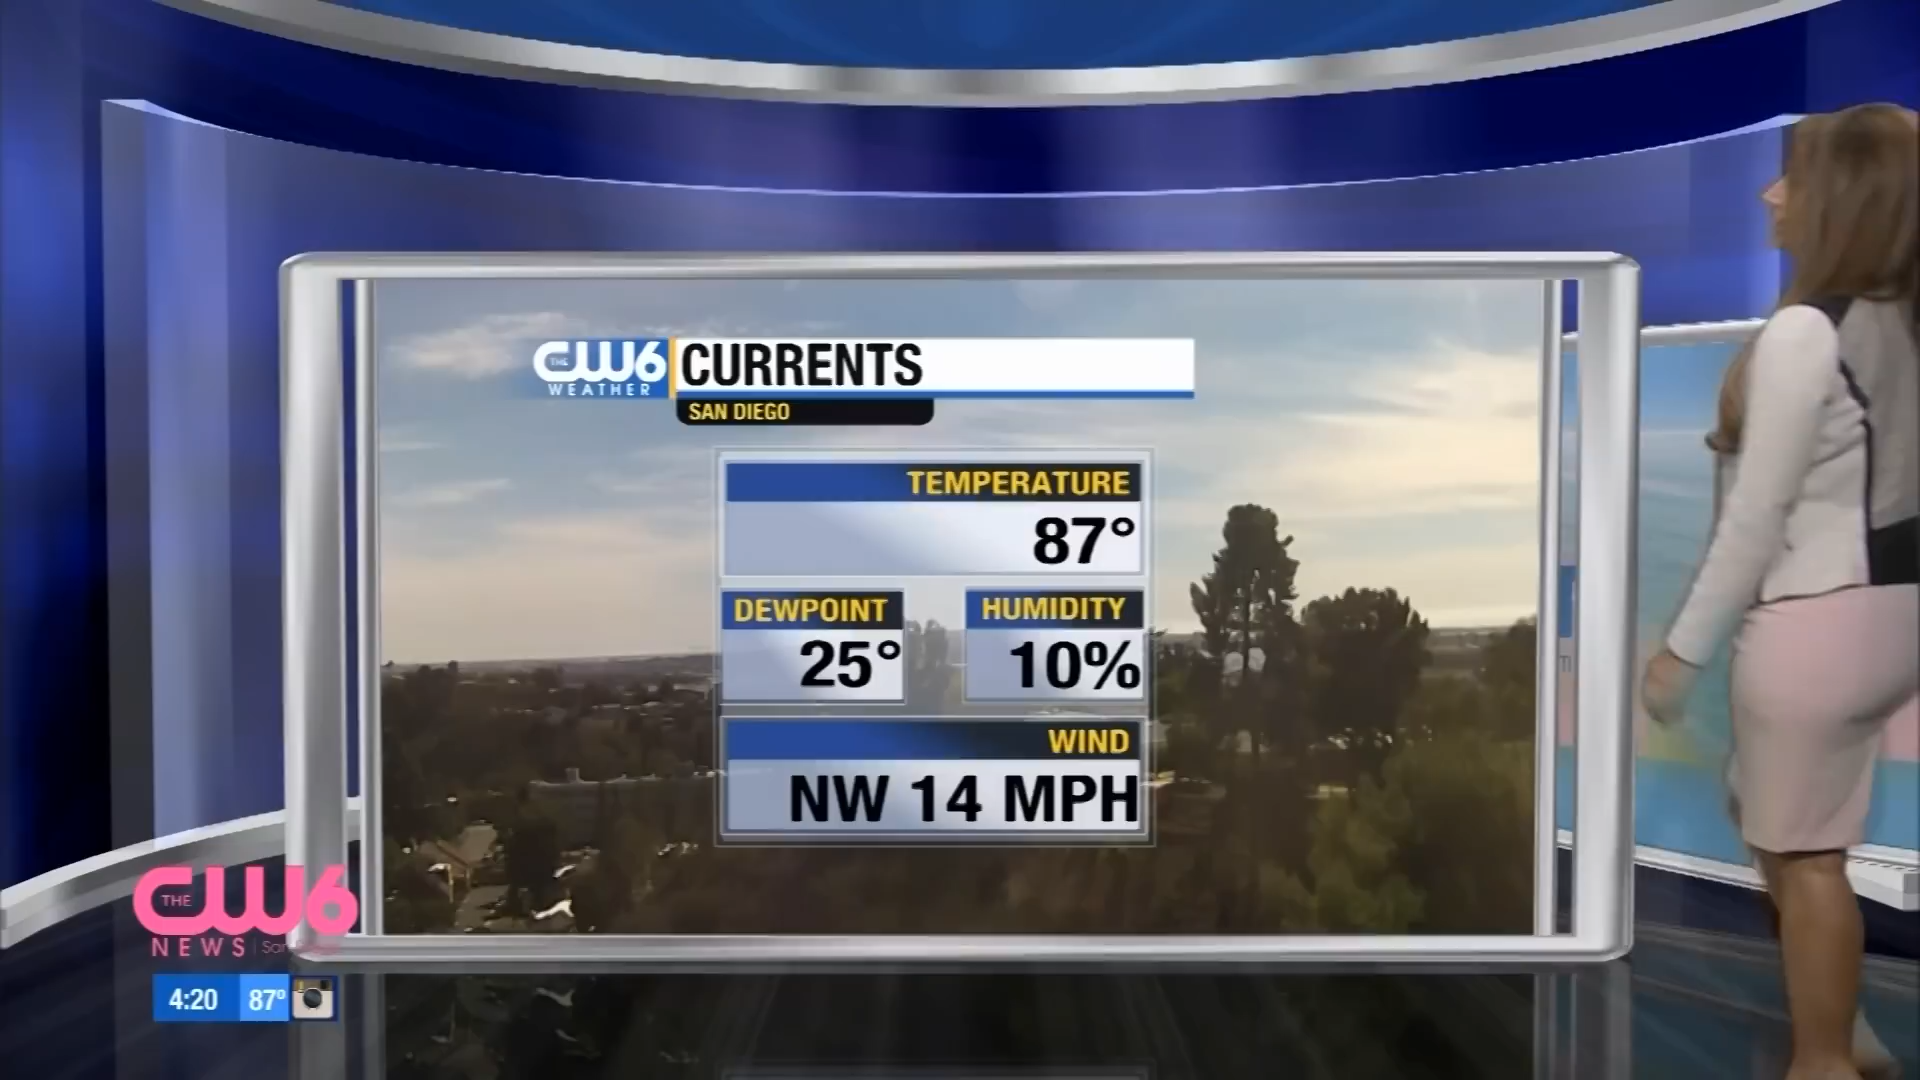 THE CW6
WEATHER
CURRENTS
SAN DIEGO
TEMPERATURE
87°
DEWPOINT
HUMIDITY
25°
10%
WIND
NW 14 MPH
THE CW6
NEWS
4:20 87°